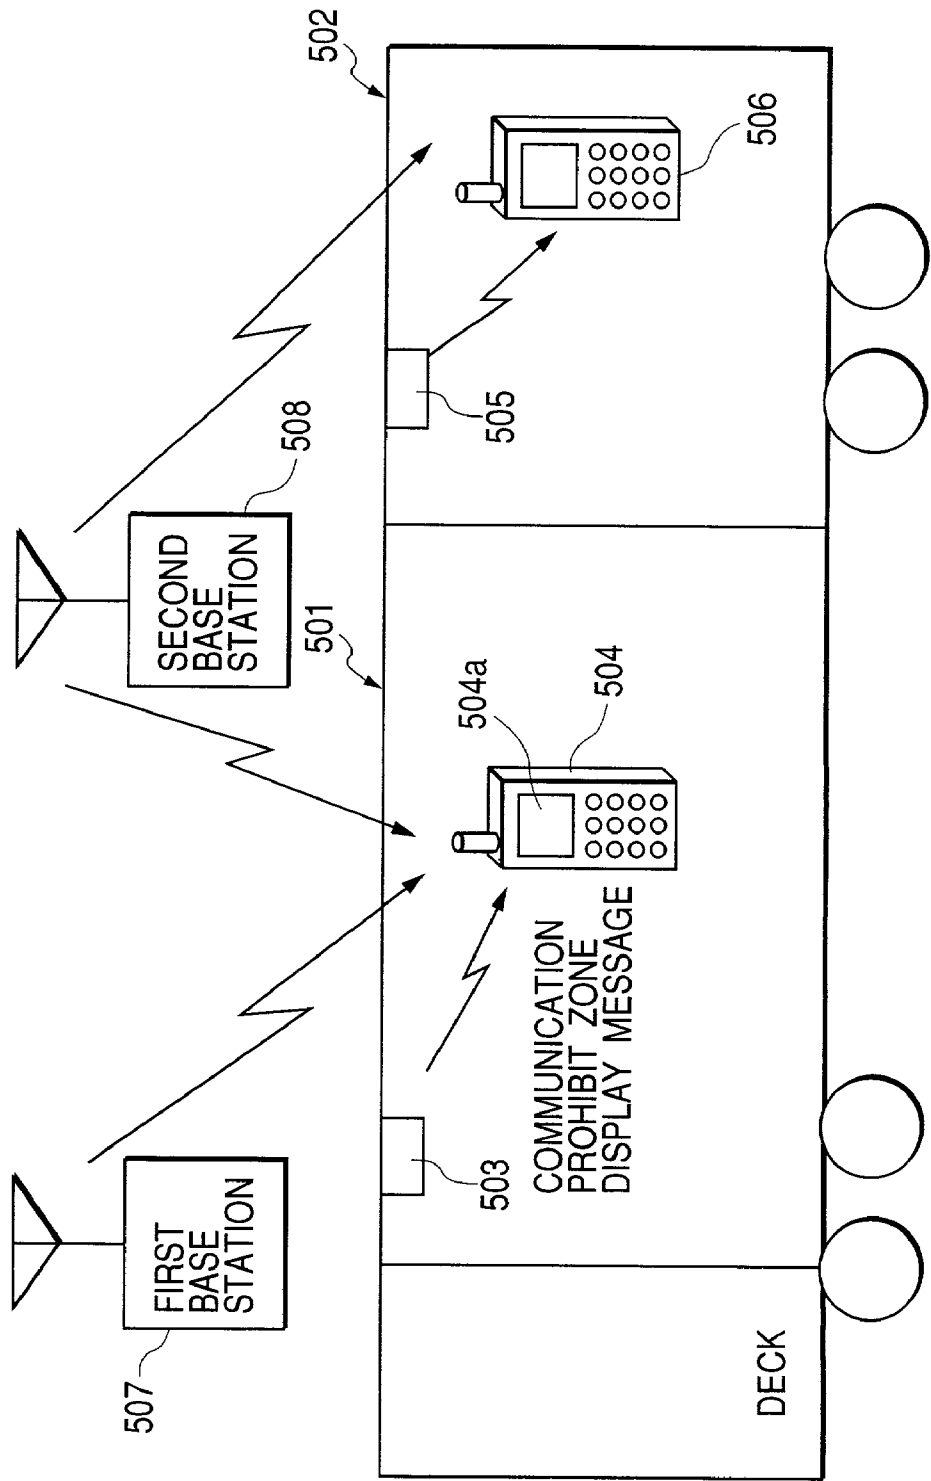 507
FIRST
BASE
STATION
SECOND
BASE
STATION
508
501
502
503
504a
504
505
506
COMMUNICATION
PROHIBIT ZONE
DISPLAY MESSAGE
DECK